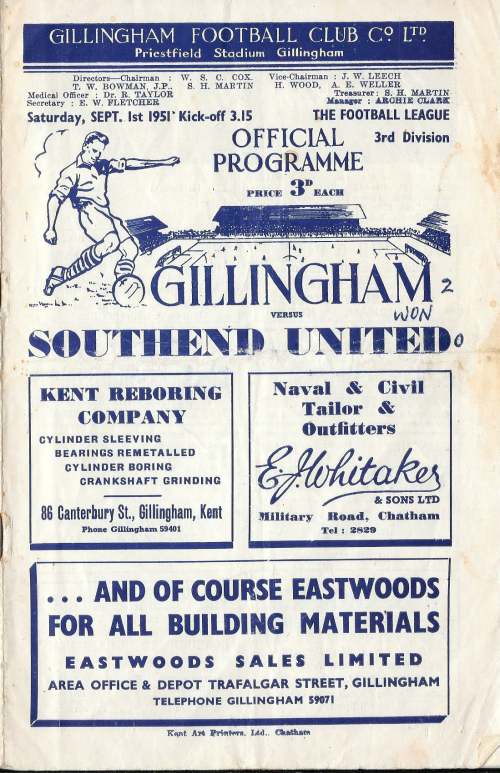 GILLINGHAM FOOTBALL CLUB Cº LTD.
Priestfield Stadium Gillingham
Directors—Chairman : W. S. C. COX. Vice-Chairman : J. W. LEECH
T. W. BOWMAN, J.P., S. H. MARTIN H. WOOD, A. E. WELLER
Medical Officer : Dr. R. TAYLOR Treasurer : S. H. MARTIN
Secretary : E. W. FLETCHER Manager : ARCHIE CLARK
Saturday, SEPT. 1st 1951 Kick-off 3.15 THE FOOTBALL LEAGUE
3rd Division
OFFICIAL
PROGRAMME
PRICE 3D EACH
GILLINGHAM 2
VERSUS WON
SOUTHEND UNITED 0
KENT REBORING
COMPANY
CYLINDER SLEEVING
BEARINGS REMETALLED
CYLINDER BORING
CRANKSHAFT GRINDING
86 Canterbury St., Gillingham, Kent
Phone Gillingham 59401
Naval & Civil
Tailor &
Outfitters
E. J. Whitaker
& SONS LTD
Military Road, Chatham
Tel : 2829
... AND OF COURSE EASTWOODS
FOR ALL BUILDING MATERIALS
EASTWOODS SALES LIMITED
AREA OFFICE & DEPOT TRAFALGAR STREET, GILLINGHAM
TELEPHONE GILLINGHAM 59071
Kent Art Printers, Ltd., Chatham